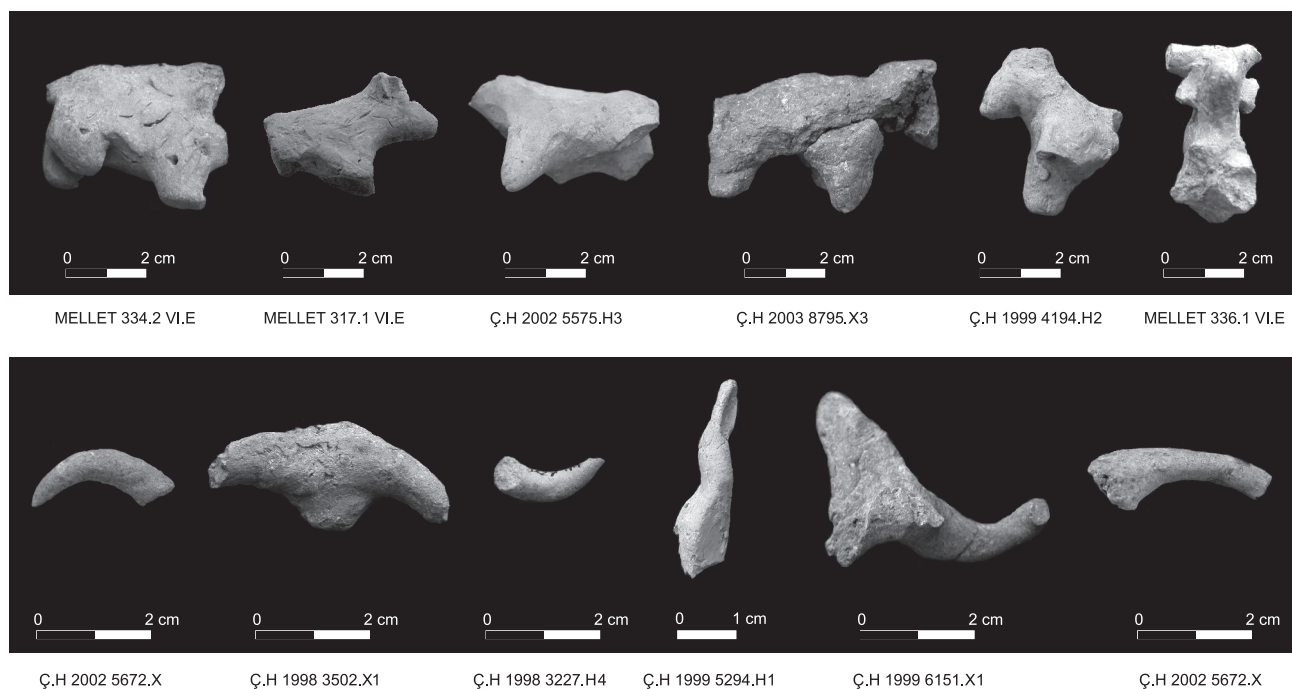 0 2 cm 0 2 cm 0 2 cm 0 2 cm 0 2 cm 0 2 cm
MELLET 334.2 VI.E MELLET 317.1 VI.E Ç.H 2002 5575.H3 Ç.H 2003 8795.X3 Ç.H 1999 4194.H2 MELLET 336.1 VI.E
0 2 cm 0 2 cm 0 2 cm 0 1 cm 0 2 cm 0 2 cm
Ç.H 2002 5672.X Ç.H 1998 3502.X1 Ç.H 1998 3227.H4 Ç.H 1999 5294.H1 Ç.H 1999 6151.X1 Ç.H 2002 5672.X